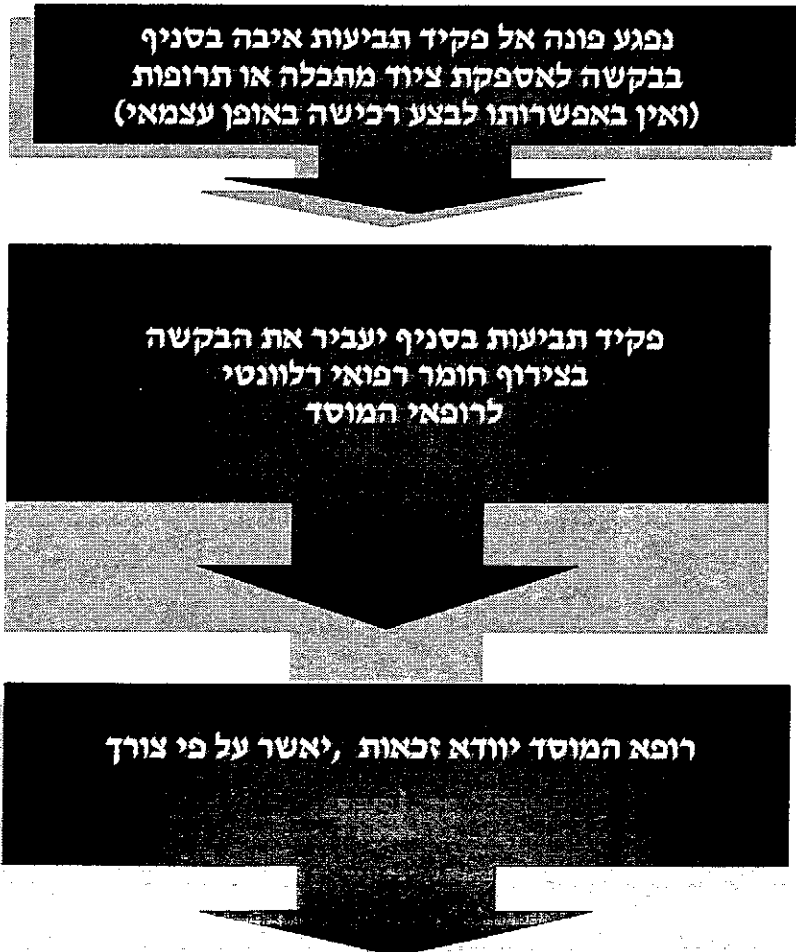 נפגע פונה אל פקיד תביעות איבה בסניף
בבקשה לאספקת ציוד מתכלה או תרופות
(ואין באפשרותו לבצע רכישה באופן עצמאי)
פקיד תביעות בסניף יעביר את הבקשה
בצירוף חומר רפואי רלוונטי
לרופאי המוסד
רופא המוסד יוודא זכאות ,יאשר על פי צורך